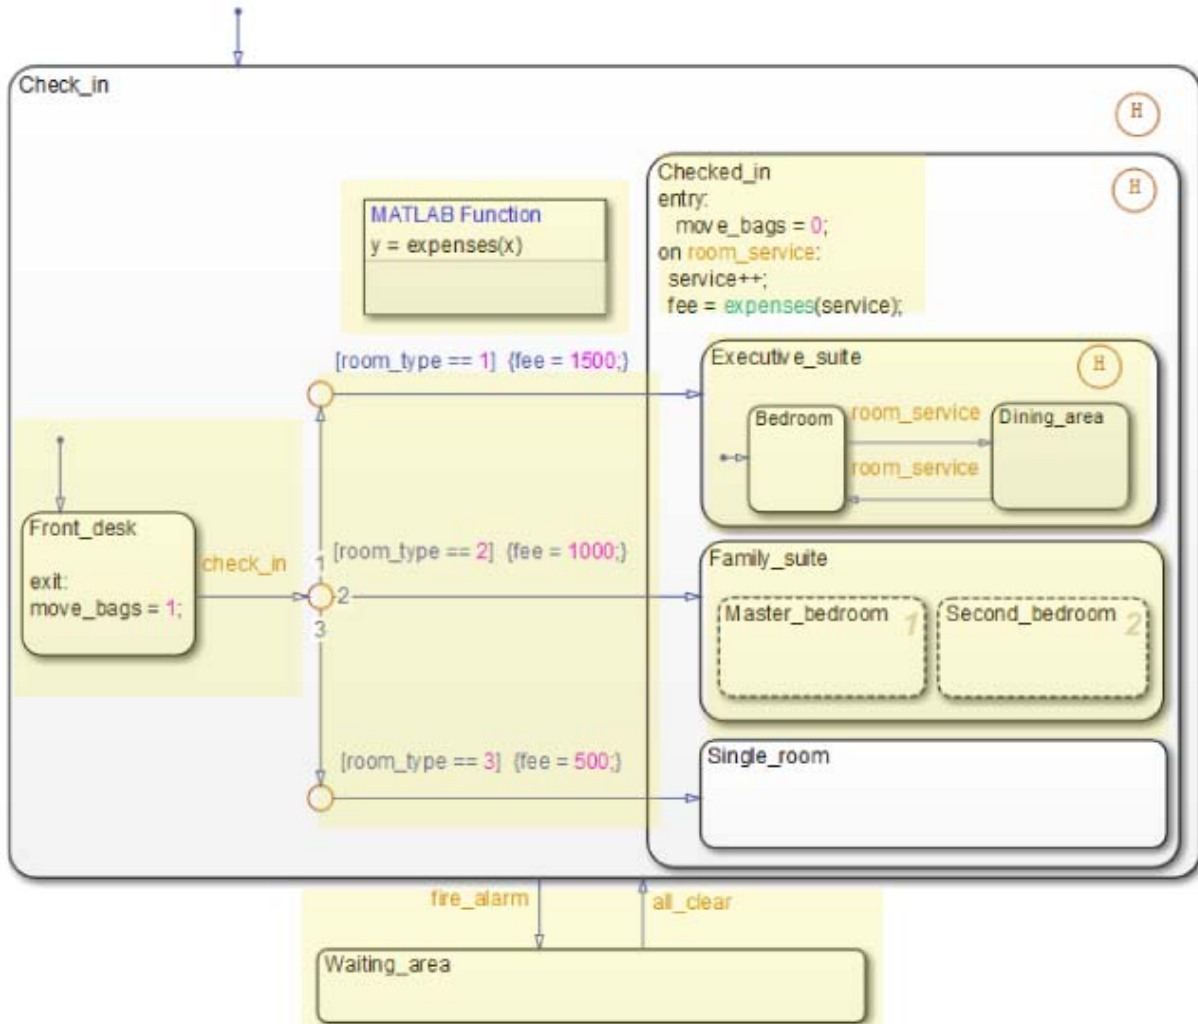 Check_in
H
Checked_in
H
entry:
move_bags = 0;
on room_service:
service++;
fee = expenses(service);
MATLAB Function
y = expenses(x)
[room_type == 1] {fee = 1500;}
Executive_suite
H
Bedroom
room_service
Dining_area
room_service
Front_desk
exit:
move_bags = 1;
check_in
1
2
3
[room_type == 2] {fee = 1000;}
Family_suite
Master_bedroom 1
Second_bedroom 2
[room_type == 3] {fee = 500;}
Single_room
fire_alarm
all_clear
Waiting_area